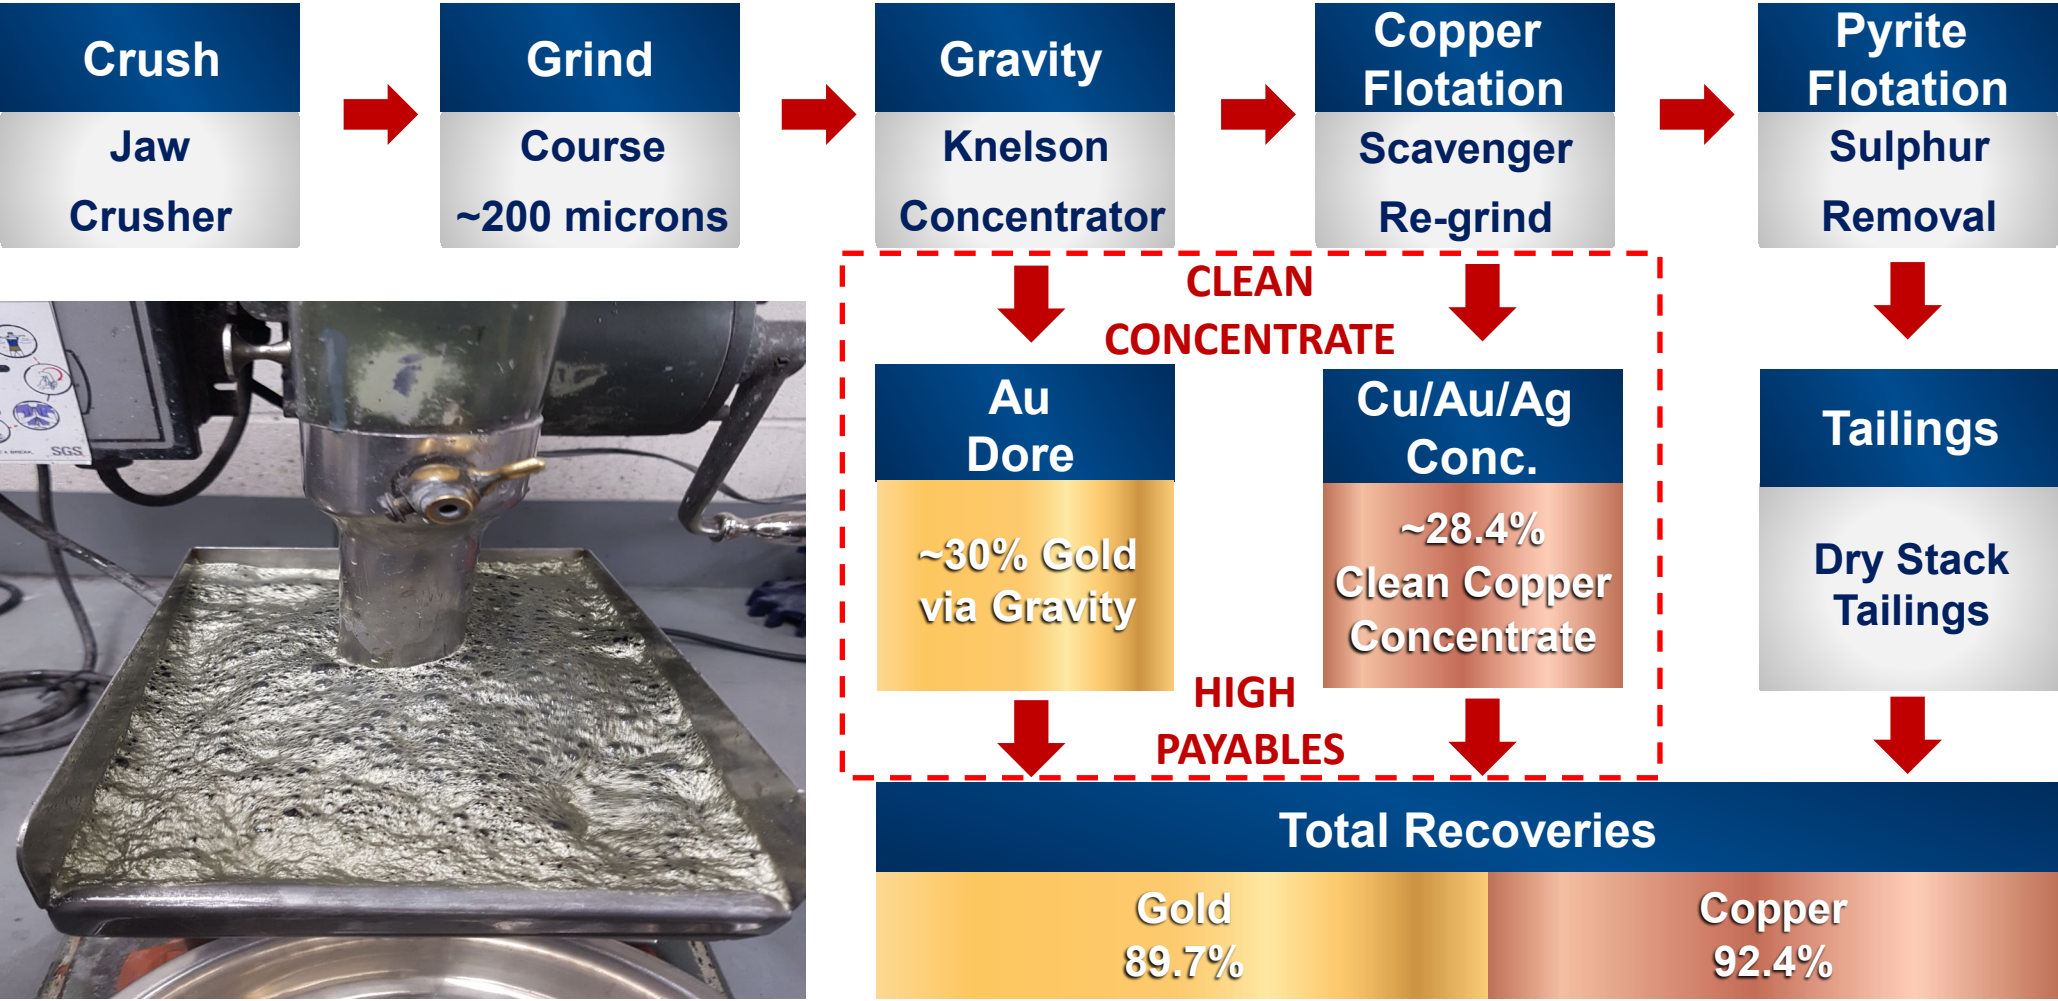 Crush
Jaw
Crusher
Grind
Course
~200 microns
Gravity
Knelson
Concentrator
Copper
Flotation
Scavenger
Re-grind
Pyrite
Flotation
Sulphur
Removal
CLEAN
CONCENTRATE
Au
Dore
~30% Gold
via Gravity
Cu/Au/Ag
Conc.
~28.4%
Clean Copper
Concentrate
Tailings
Dry Stack
Tailings
HIGH
PAYABLES
Total Recoveries
Gold
89.7%
Copper
92.4%
SGS